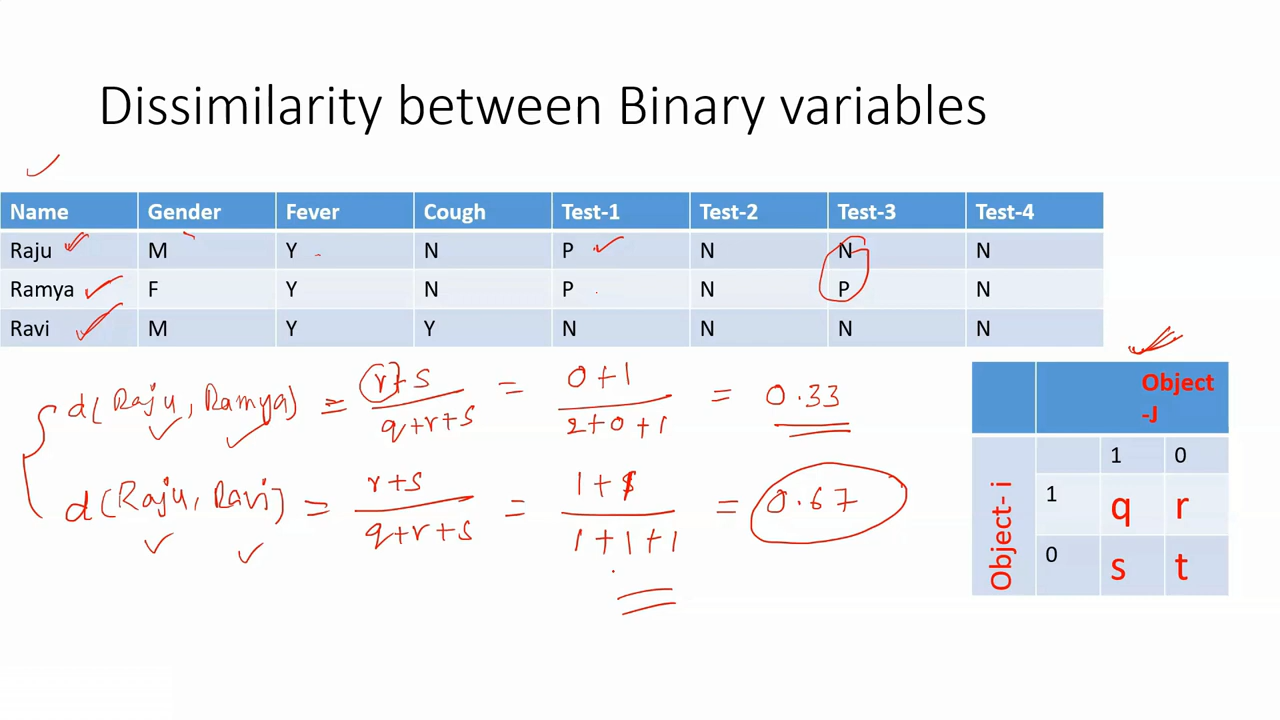 Dissimilarity between Binary variables
Name Gender Fever Cough Test-1 Test-2 Test-3 Test-4
Raju M Y N P N N N
Ramya F Y N P N P N
Ravi M Y Y N N N N
d(Raju, Ramya) = r+s / q+r+s = 0+1 / 2+0+1 = 0.33
d(Raju, Ravi) = r+s / q+r+s = 1+1 / 1+1+1 = 0.67
Object
-J
1 0
Object- i
1 q r
0 s t